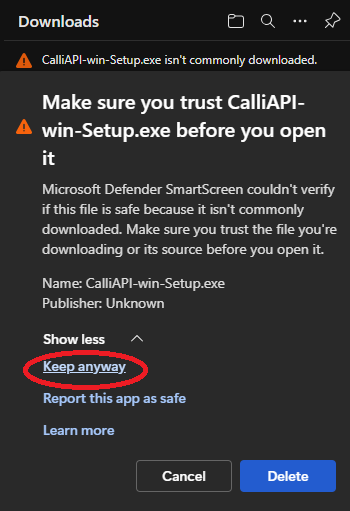 Downloads
CalliAPI-win-Setup.exe isn't commonly downloaded.
Make sure you trust CalliAPI-
win-Setup.exe before you open
it
Microsoft Defender SmartScreen couldn't verify
if this file is safe because it isn't commonly
downloaded. Make sure you trust the file you're
downloading or its source before you open it.
Name: CalliAPI-win-Setup.exe
Publisher: Unknown
Show less
Keep anyway
Report this app as safe
Learn more
Cancel
Delete